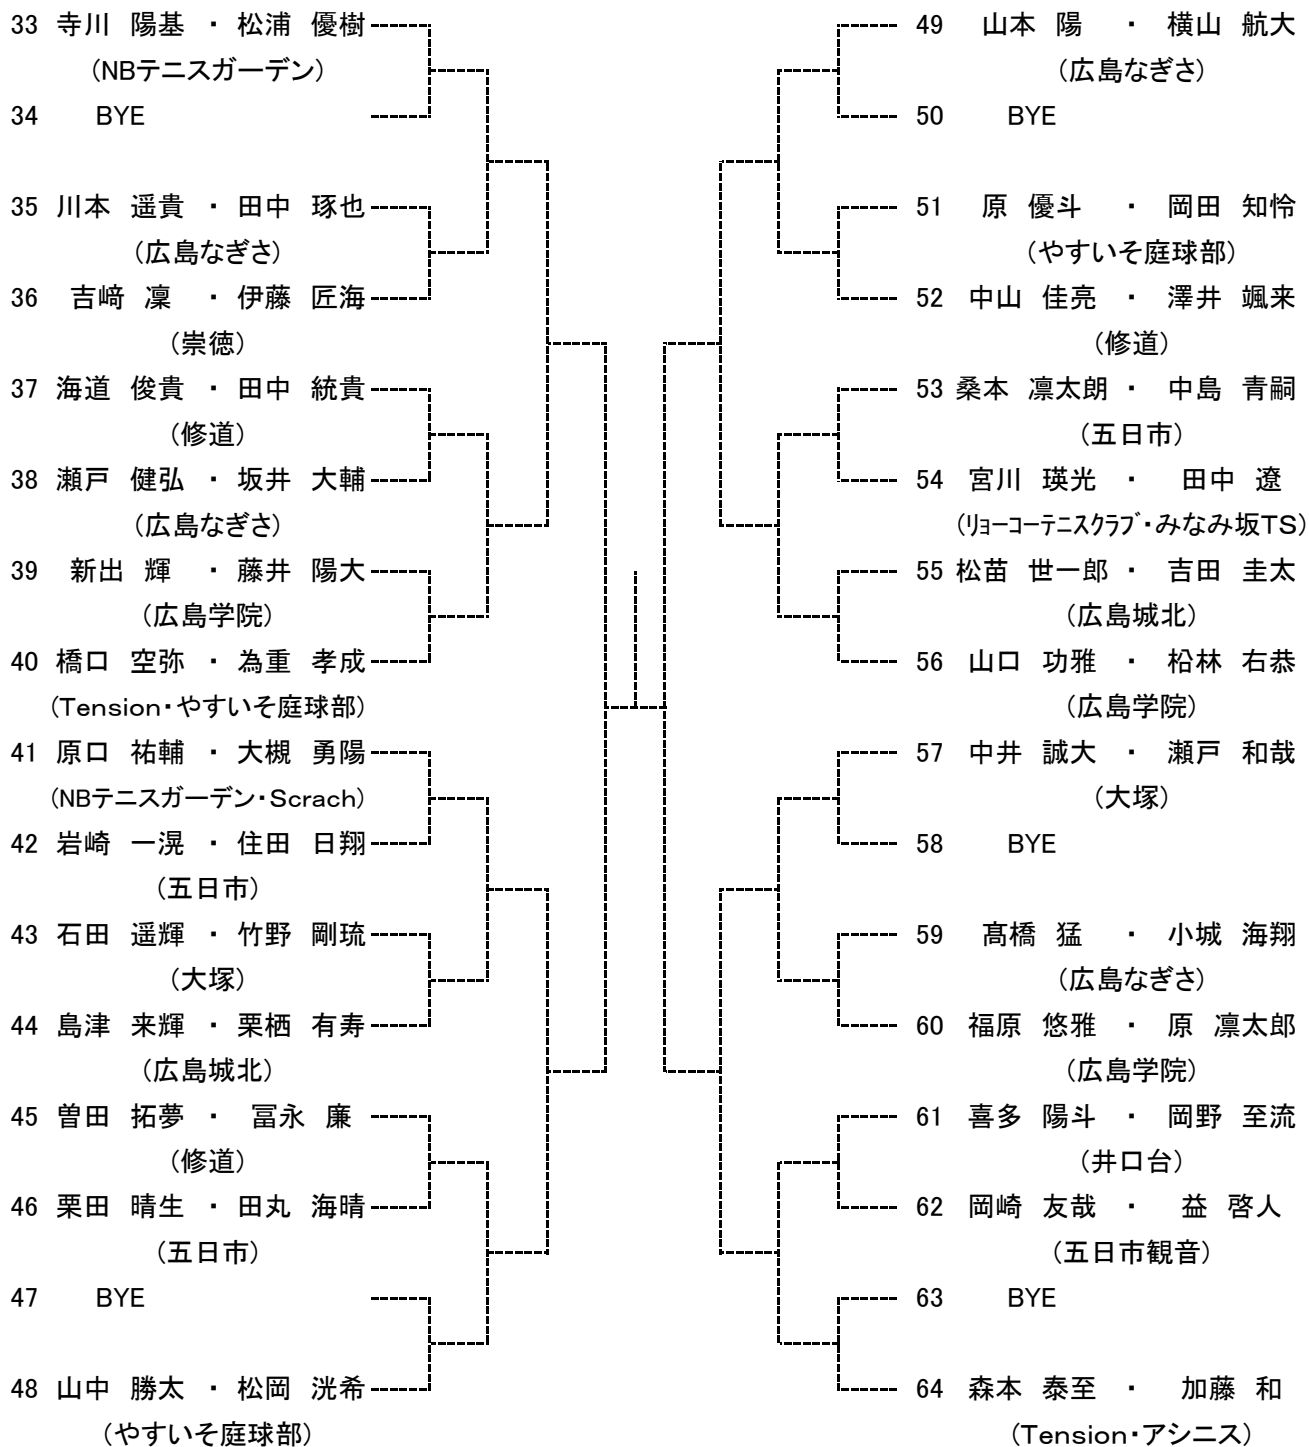 33 寺川 陽基 ・ 松浦 優樹
(NBテニスガーデン)
34 BYE
35 川本 遥貴 ・ 田中 琢也
(広島なぎさ)
36 吉﨑 凜 ・ 伊藤 匠海
(崇徳)
37 海道 俊貴 ・ 田中 統貴
(修道)
38 瀬戸 健弘 ・ 坂井 大輔
(広島なぎさ)
39 新出 輝 ・ 藤井 陽大
(広島学院)
40 橋口 空弥 ・ 為重 孝成
(Tension・やすいそ庭球部)
41 原口 祐輔 ・ 大槻 勇陽
(NBテニスガーデン・Scrach)
42 岩崎 一滉 ・ 住田 日翔
(五日市)
43 石田 遥輝 ・ 竹野 剛琉
(大塚)
44 島津 来輝 ・ 栗栖 有寿
(広島城北)
45 曽田 拓夢 ・ 冨永 廉
(修道)
46 栗田 晴生 ・ 田丸 海晴
(五日市)
47 BYE
48 山中 勝太 ・ 松岡 洸希
(やすいそ庭球部)
49 山本 陽 ・ 横山 航大
(広島なぎさ)
50 BYE
51 原 優斗 ・ 岡田 知怜
(やすいそ庭球部)
52 中山 佳亮 ・ 澤井 颯来
(修道)
53 桑本 凛太朗 ・ 中島 青嗣
(五日市)
54 宮川 瑛光 ・ 田中 遼
(ﾘｮｰｺｰﾃﾆｽｸﾗﾌﾞ・みなみ坂TS)
55 松苗 世一郎 ・ 吉田 圭太
(広島城北)
56 山口 功雅 ・ 枌林 右恭
(広島学院)
57 中井 誠大 ・ 瀬戸 和哉
(大塚)
58 BYE
59 髙橋 猛 ・ 小城 海翔
(広島なぎさ)
60 福原 悠雅 ・ 原 凛太郎
(広島学院)
61 喜多 陽斗 ・ 岡野 至流
(井口台)
62 岡崎 友哉 ・ 益 啓人
(五日市観音)
63 BYE
64 森本 泰至 ・ 加藤 和
(Tension・アシニス)